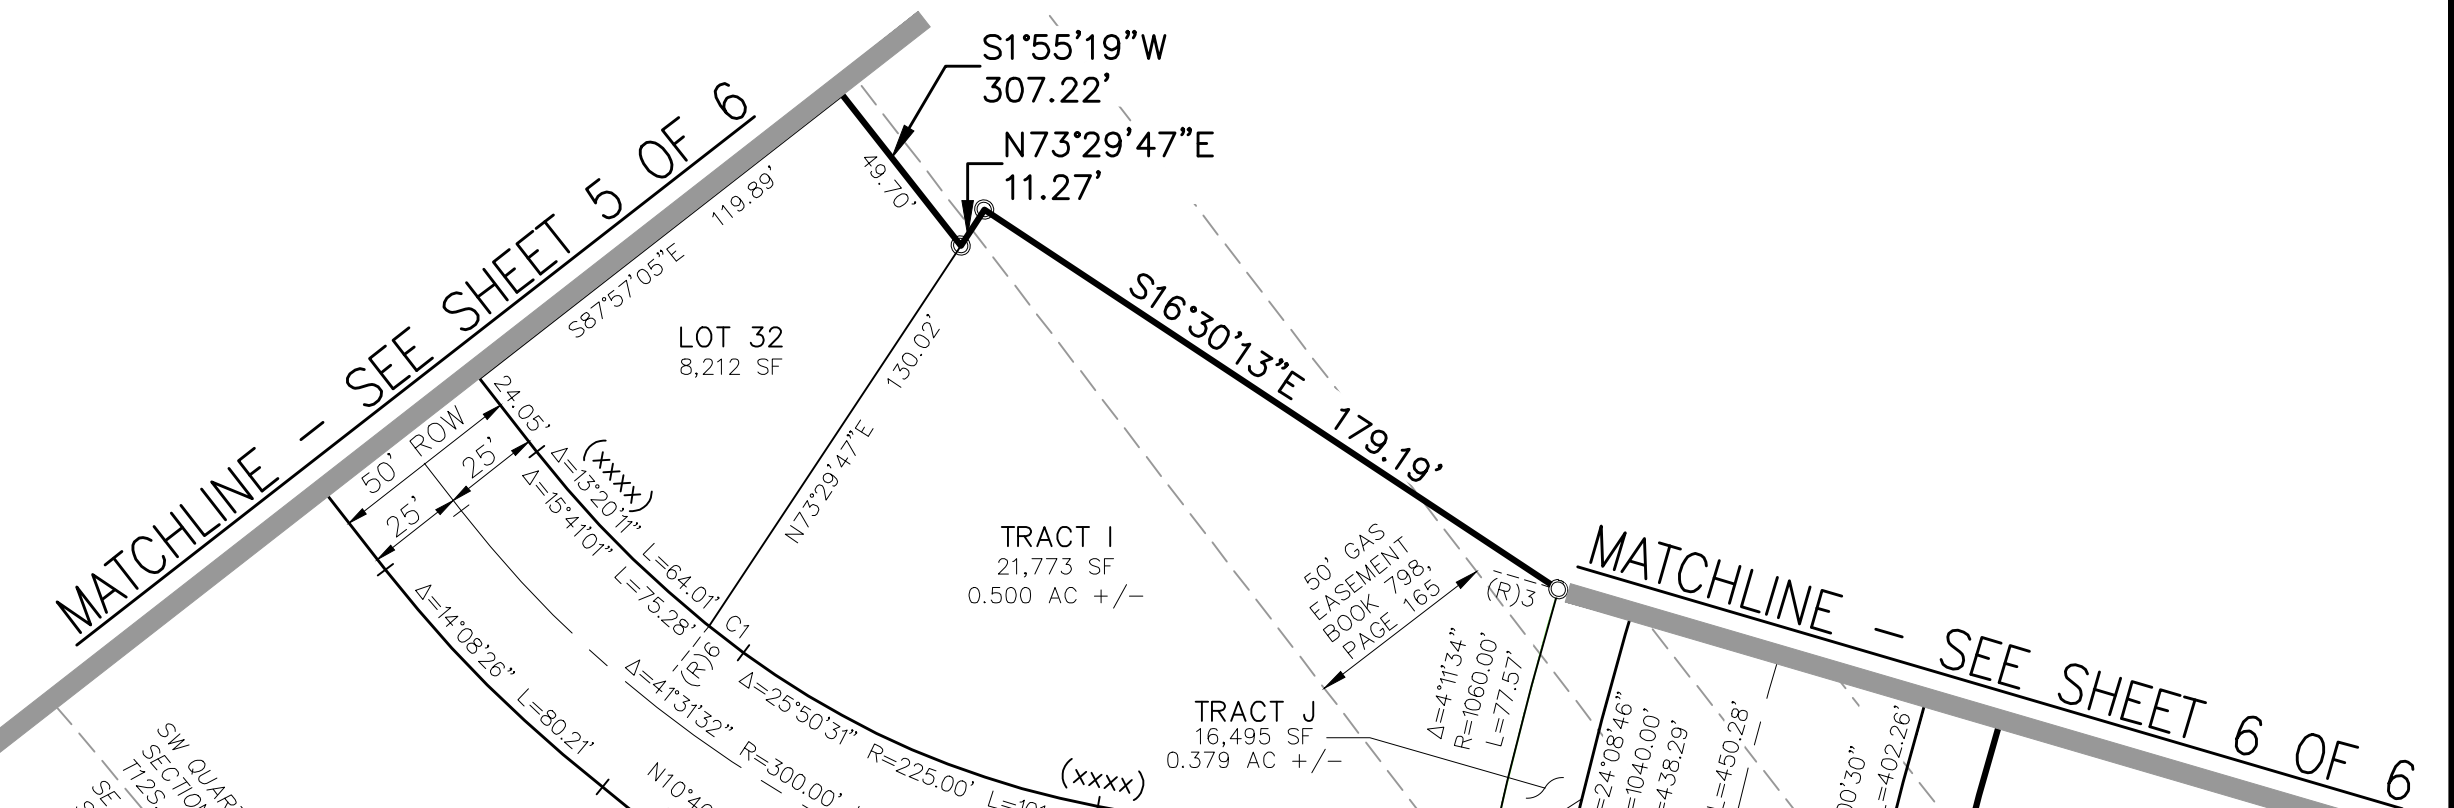 S1°55'19"W
307.22'
N73°29'47"E
11.27'
MATCHLINE - SEE SHEET 5 OF 6
49.70'
S87°57'05"E 119.89'
LOT 32
8,212 SF
N73°29'47"E 130.02'
S16°30'13"E 179.19'
24.05'
50' ROW
25'
25'
(xxxx)
Δ=13°20'11" L=64.01'
Δ=15°41'01" L=75.28'
C1
(R)6
TRACT I
21,773 SF
0.500 AC +/-
50' GAS
EASEMENT
BOOK 798,
PAGE 165
(R)3
MATCHLINE - SEE SHEET 6 OF 6
Δ=14°08'26" L=80.21'
Δ=41°31'32" R=300.00'
Δ=25°50'31" R=225.00' L=101
(xxxx)
TRACT J
16,495 SF
0.379 AC +/-
Δ=4°11'34"
R=1060.00'
L=77.57'
=24°08'46"
=1040.00'
=438.29'
L=450.28'
00'30"
=402.26'
N10°
SW QUAR
SECTION
T12S,
SE